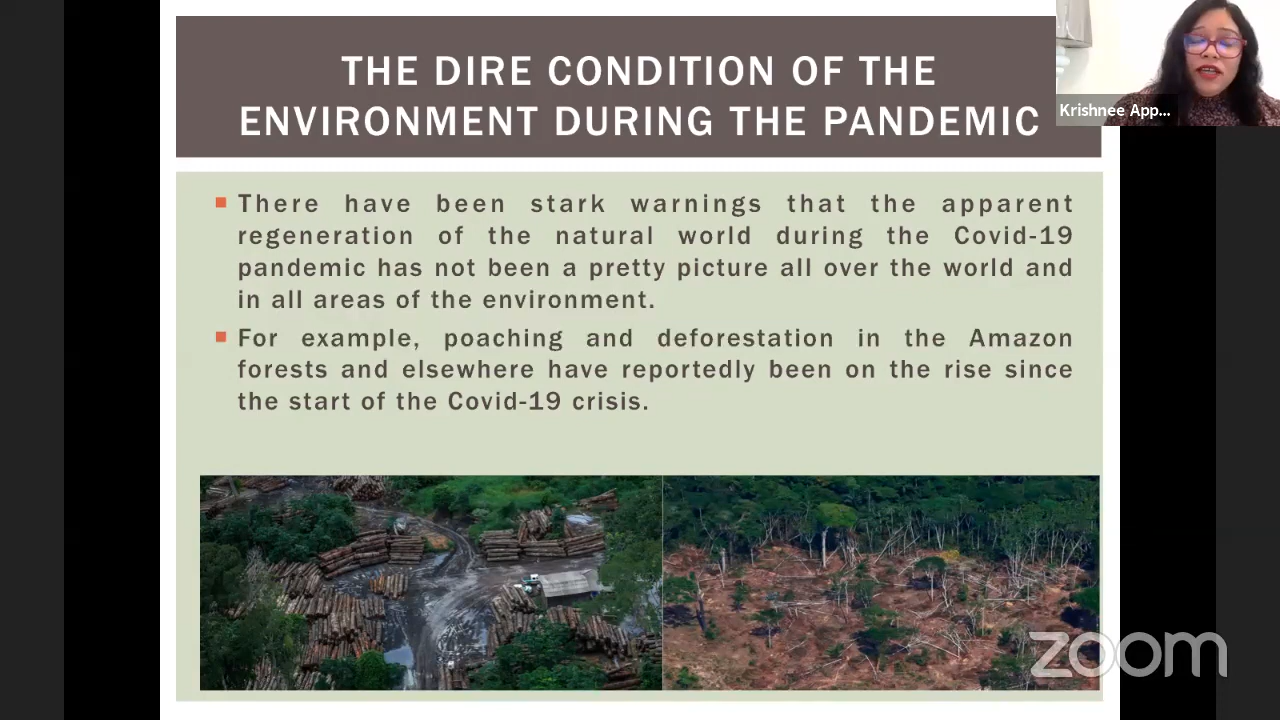 THE DIRE CONDITION OF THE
ENVIRONMENT DURING THE PANDEMIC
Krishnee App...
There have been stark warnings that the apparent
regeneration of the natural world during the Covid-19
pandemic has not been a pretty picture all over the world and
in all areas of the environment.
For example, poaching and deforestation in the Amazon
forests and elsewhere have reportedly been on the rise since
the start of the Covid-19 crisis.
zoom